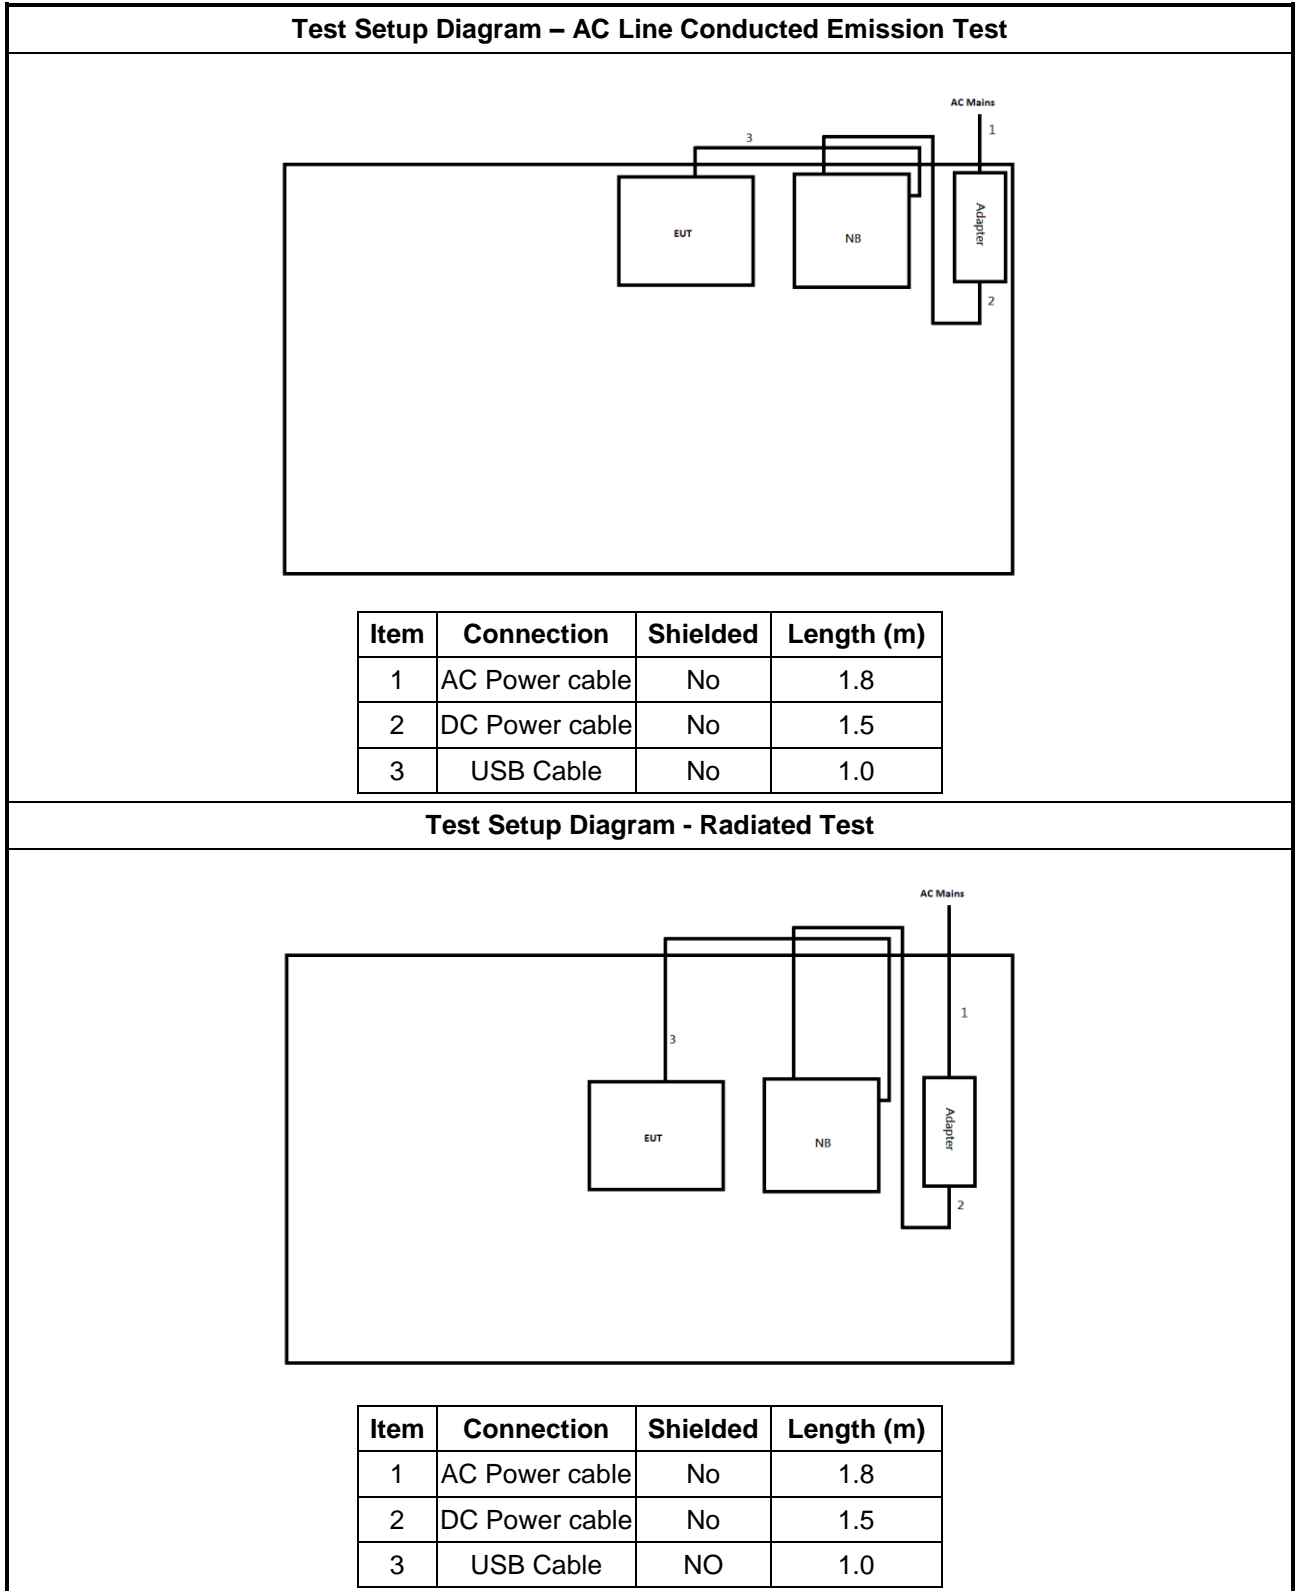 Test Setup Diagram – AC Line Conducted Emission Test
AC Mains
1
3
EUT
NB
Adapter
2
Item Connection Shielded Length (m)
1 AC Power cable No 1.8
2 DC Power cable No 1.5
3 USB Cable No 1.0
Test Setup Diagram - Radiated Test
AC Mains
1
3
EUT
NB
Adapter
2
Item Connection Shielded Length (m)
1 AC Power cable No 1.8
2 DC Power cable No 1.5
3 USB Cable NO 1.0